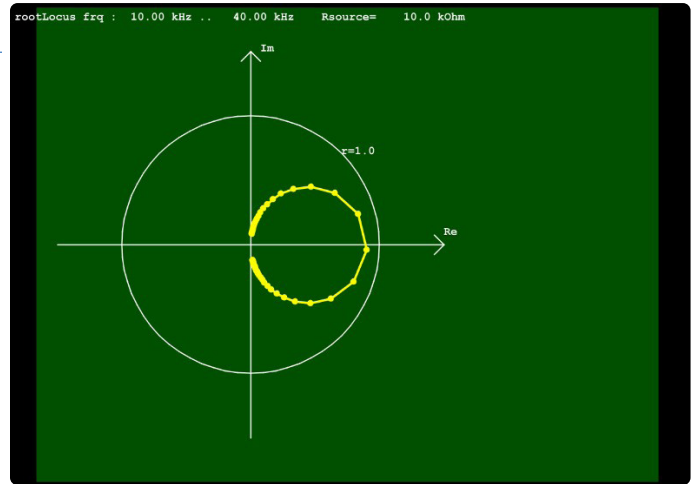 rootLocus frq :  10.00 kHz ..   40.00 kHz    Rsource=    10.0 kOhm
Im
r=1.0
Re